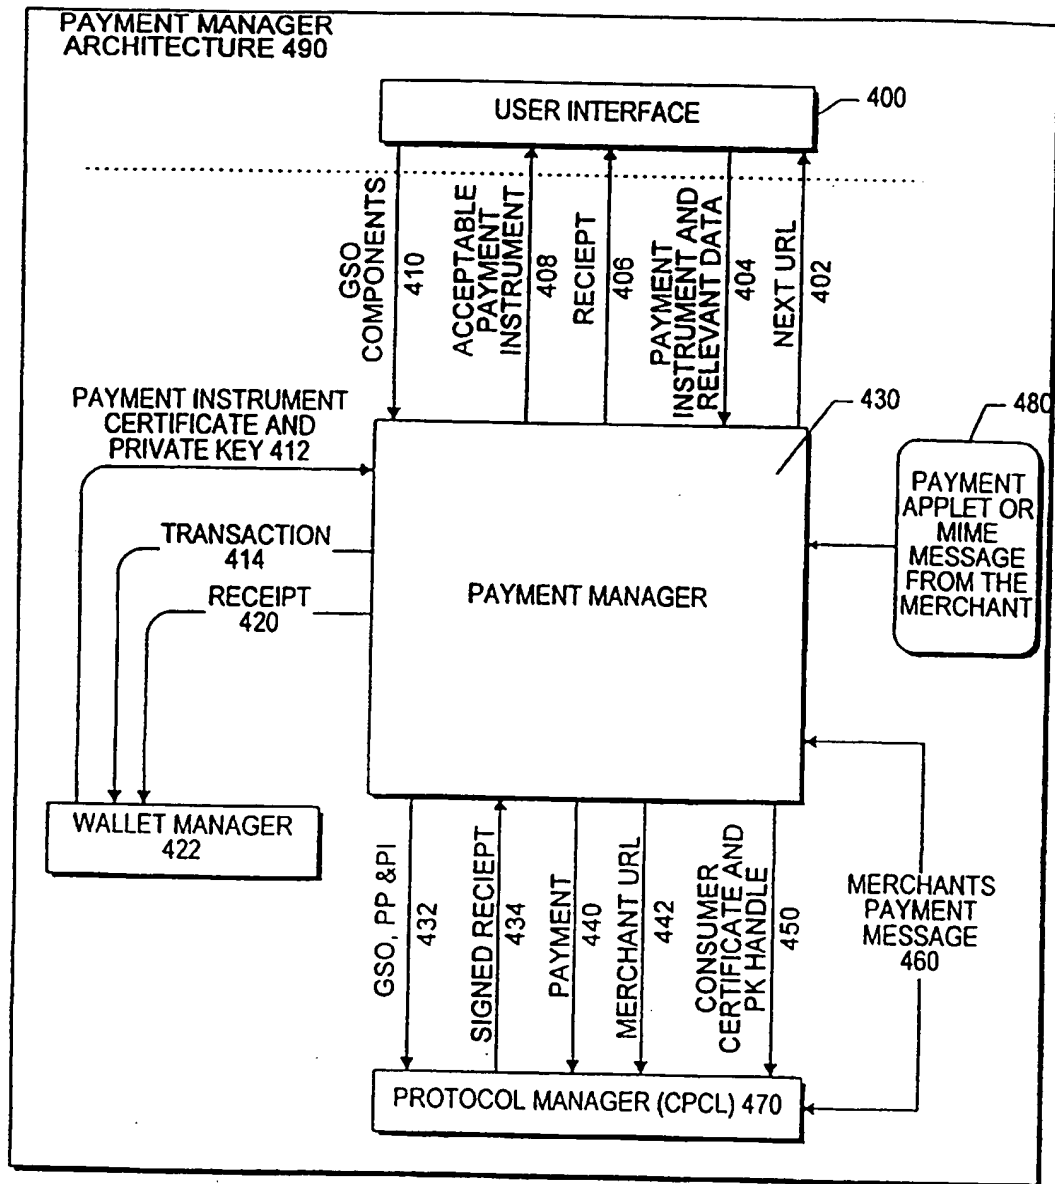 PAYMENT MANAGER
ARCHITECTURE 490
USER INTERFACE
400
GSO
COMPONENTS
410
ACCEPTABLE
PAYMENT
INSTRUMENT
408
RECIEPT
406
PAYMENT
INSTRUMENT AND
RELEVANT DATA
404
NEXT URL
402
PAYMENT INSTRUMENT
CERTIFICATE AND
PRIVATE KEY 412
TRANSACTION
414
RECEIPT
420
PAYMENT MANAGER
430
480
PAYMENT
APPLET OR
MIME
MESSAGE
FROM THE
MERCHANT
WALLET MANAGER
422
GSO, PP &PI
432
SIGNED RECIEPT
434
PAYMENT
440
MERCHANT URL
442
CONSUMER
CERTIFICATE AND
PK HANDLE
450
MERCHANTS
PAYMENT
MESSAGE
460
PROTOCOL MANAGER (CPCL) 470